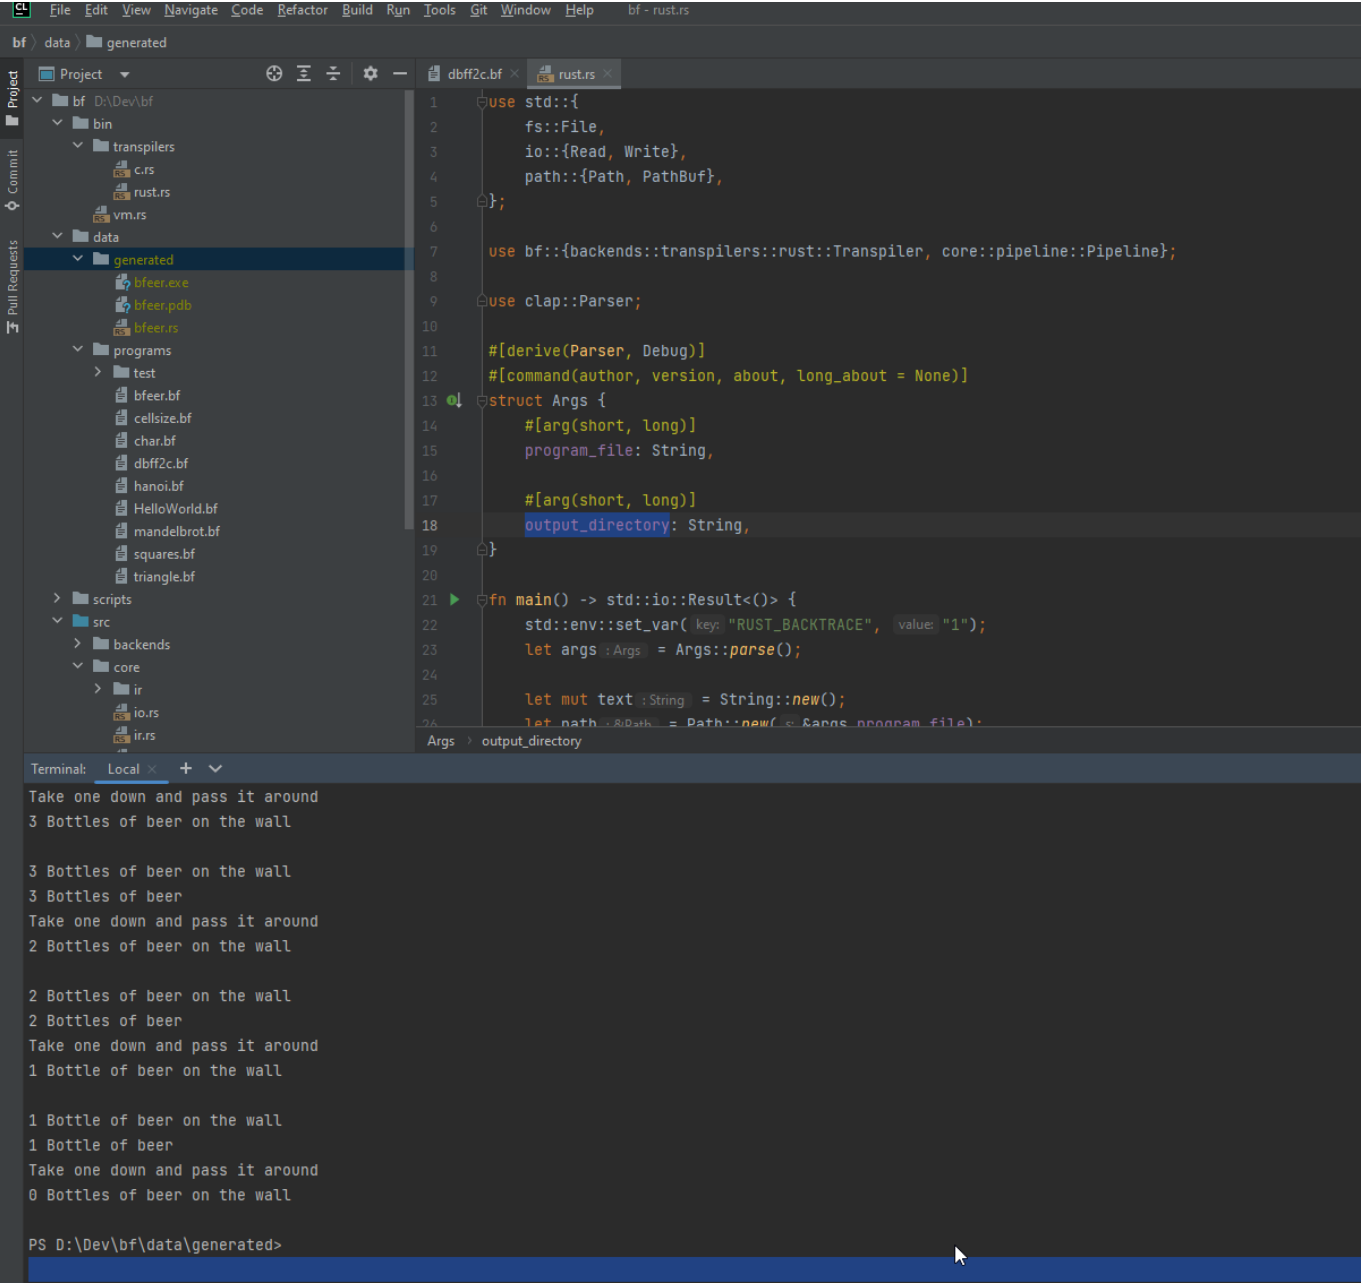 CL File Edit View Navigate Code Refactor Build Run Tools Git Window Help bf - rust.rs
bf data generated
Project
Commit
Pull Requests
Project
bf D:\Dev\bf
bin
transpilers
c.rs
rust.rs
vm.rs
data
generated
bfeer.exe
bfeer.pdb
bfeer.rs
programs
test
bfeer.bf
cellsize.bf
char.bf
dbff2c.bf
hanoi.bf
HelloWorld.bf
mandelbrot.bf
squares.bf
triangle.bf
scripts
src
backends
core
ir
io.rs
ir.rs
dbff2c.bf rust.rs
1 use std::{
2 fs::File,
3 io::{Read, Write},
4 path::{Path, PathBuf},
5 };
6
7 use bf::{backends::transpilers::rust::Transpiler, core::pipeline::Pipeline};
8
9 use clap::Parser;
10
11 #[derive(Parser, Debug)]
12 #[command(author, version, about, long_about = None)]
13 struct Args {
14 #[arg(short, long)]
15 program_file: String,
16
17 #[arg(short, long)]
18 output_directory: String,
19 }
20
21 fn main() -> std::io::Result<()> {
22 std::env::set_var( key: "RUST_BACKTRACE", value: "1");
23 let args : Args = Args::parse();
24
25 let mut text : String = String::new();
26 let path : &Path = Path::new( s: &args.program_file);
Args output_directory
Terminal: Local
Take one down and pass it around
3 Bottles of beer on the wall

3 Bottles of beer on the wall
3 Bottles of beer
Take one down and pass it around
2 Bottles of beer on the wall

2 Bottles of beer on the wall
2 Bottles of beer
Take one down and pass it around
1 Bottle of beer on the wall

1 Bottle of beer on the wall
1 Bottle of beer
Take one down and pass it around
0 Bottles of beer on the wall

PS D:\Dev\bf\data\generated>